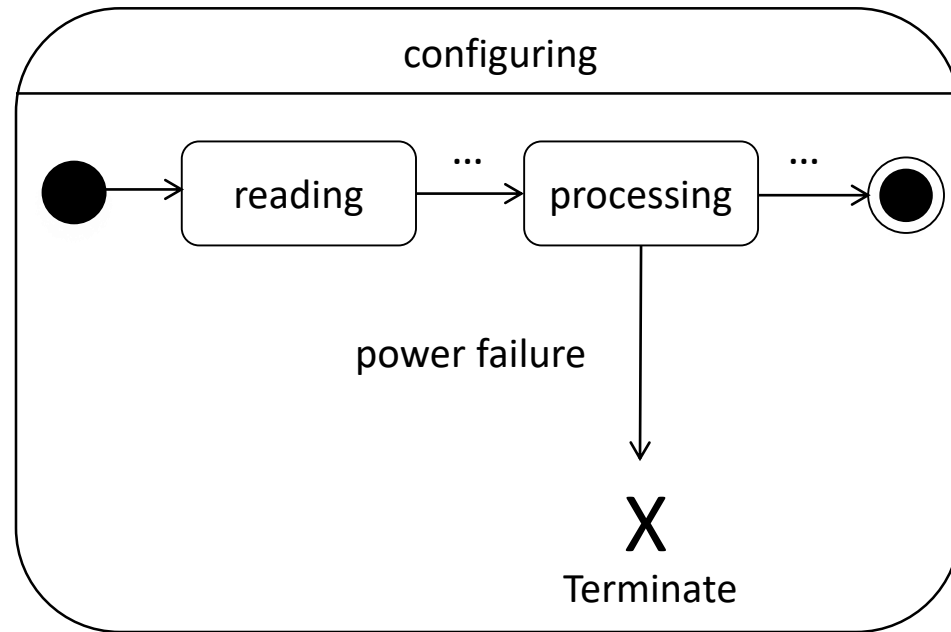 configuring
...
...
reading
processing
power failure
X
Terminate